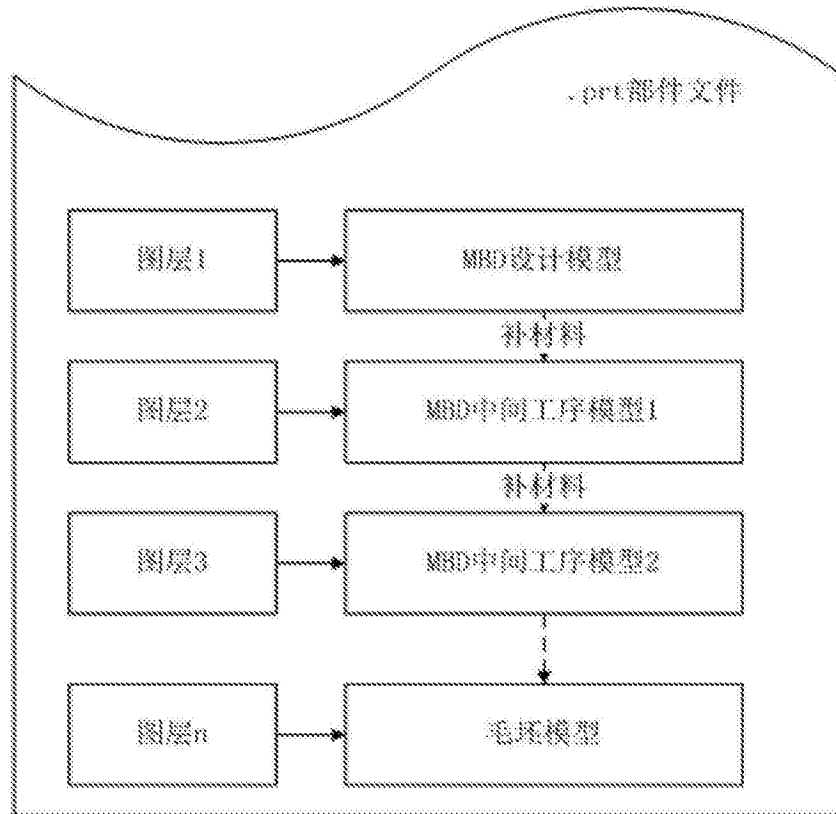 .prt部件文件
图层1
MBD设计模型
补材料
图层2
MBD中间工序模型1
补材料
图层3
MBD中间工序模型2
图层n
毛坯模型